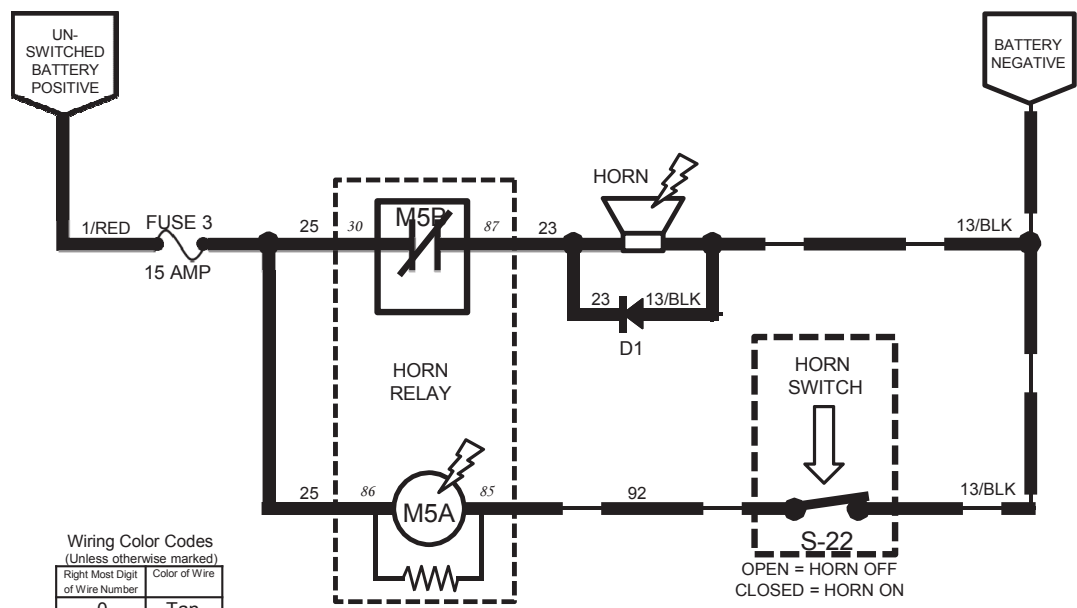 UN-
SWITCHED
BATTERY
POSITIVE
BATTERY
NEGATIVE
HORN
1/RED
FUSE 3
15 AMP
25
30
M5B
87
23
13/BLK
23
13/BLK
D1
HORN
RELAY
HORN
SWITCH
25
86
M5A
85
92
13/BLK
S-22
OPEN = HORN OFF
CLOSED = HORN ON
Wiring Color Codes
(Unless otherwise marked)
Right Most Digit
of Wire Number
Color of Wire
0
Tan